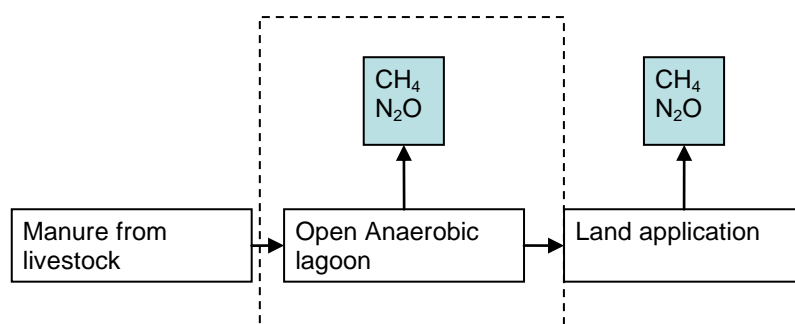 CH₄
N₂O
CH₄
N₂O
Manure from
livestock
Open Anaerobic
lagoon
Land application